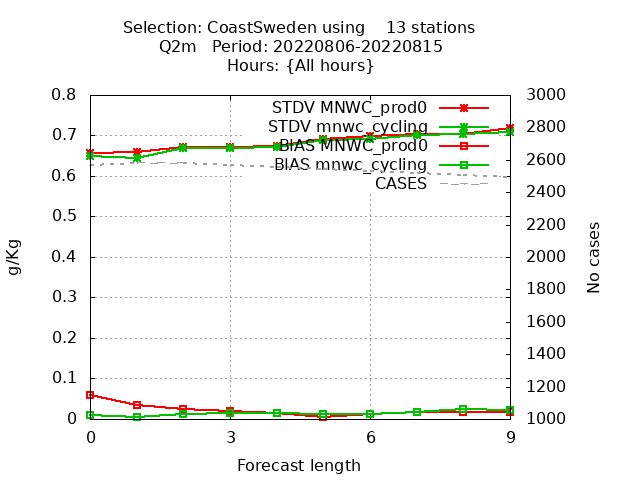 Selection: CoastSweden using 13 stations
Q2m Period: 20220806-20220815
Hours: {All hours}
g/Kg
0.8
0.7
0.6
0.5
0.4
0.3
0.2
0.1
0
STDV MNWC_prod0
STDV mnwc_cycling
BIAS MNWC_prod0
BIAS mnwc_cycling
CASES
3000
2800
2600
2400
2200
2000
1800
1600
1400
1200
1000
No cases
0 3 6 9
Forecast length